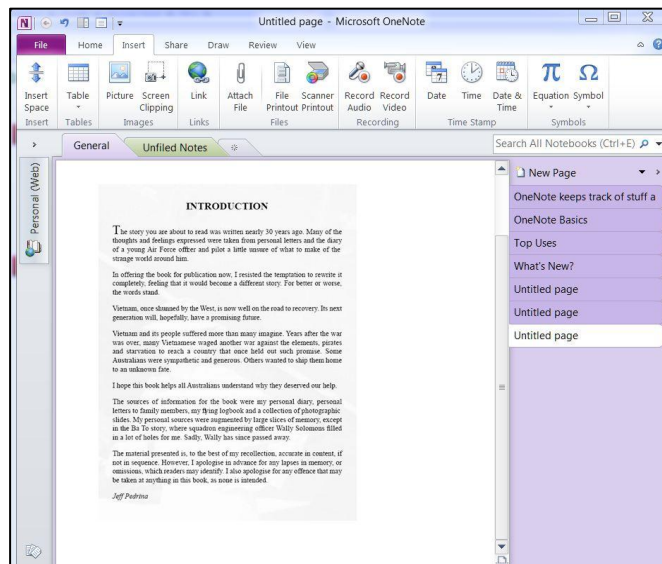 Untitled page - Microsoft OneNote
File Home Insert Share Draw Review View
Insert Space
Table
Picture
Screen Clipping
Link
Attach File
File Printout
Scanner Printout
Record Audio
Record Video
Date
Time
Date & Time
Equation
Symbol
Insert Tables Images Links Files Recording Time Stamp Symbols
General Unfiled Notes
Search All Notebooks (Ctrl+E)
Personal (Web)
INTRODUCTION
The story you are about to read was written nearly 30 years ago. Many of the
thoughts and feelings expressed were taken from personal letters and the diary
of a young Air Force officer and pilot a little unsure of what to make of the
strange world around him.
In offering the book for publication now, I resisted the temptation to rewrite it
completely, feeling that it would become a different story. For better or worse,
the words stand.
Vietnam, once shunned by the West, is now well on the road to recovery. Its next
generation will, hopefully, have a promising future.
Vietnam and its people suffered more than many imagine. Years after the war
was over, many Vietnamese waged another war against the elements, pirates
and starvation to reach a country that once held out such promise. Some
Australians were sympathetic and generous. Others wanted to ship them home
to an unknown fate.
I hope this book helps all Australians understand why they deserved our help.
The sources of information for the book were my personal diary, personal
letters to family members, my flying logbook and a collection of photographic
slides. My personal sources were augmented by large slices of memory, except
in the Ba To story, where squadron engineering officer Wally Solomons filled
in a lot of holes for me. Sadly, Wally has since passed away.
The material presented is, to the best of my recollection, accurate in content, if
not in sequence. However, I apologise in advance for any lapses in memory, or
omissions, which readers may identify. I also apologise for any offence that may
be taken at anything in this book, as none is intended.
Jeff Pedrina
New Page
OneNote keeps track of stuff a
OneNote Basics
Top Uses
What's New?
Untitled page
Untitled page
Untitled page